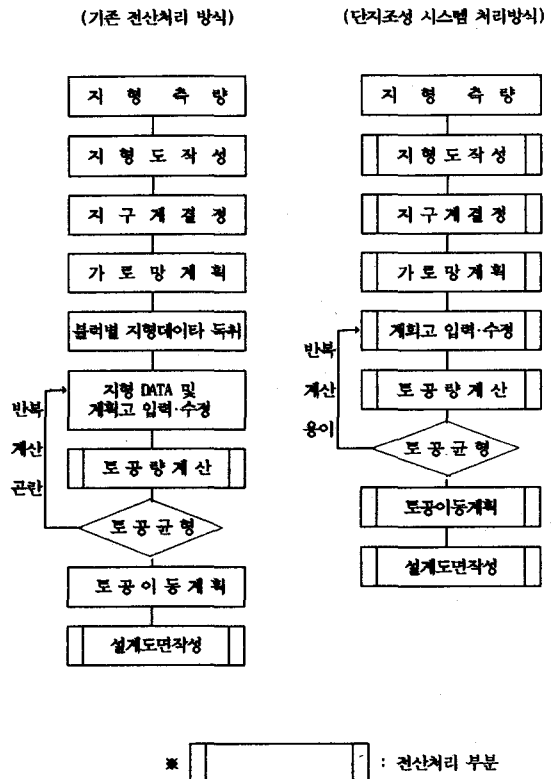 (기존 전산처리 방식)
지 형 측 량
지 형 도 작 성
지 구 계 결 정
가 로 망 계 획
블럭별 지형데이타 독취
지형 DATA 및
계획고 입력·수정
토 공 량 계 산
토 공 균 형
토 공 이 동 계 획
설계도면작성
반복
계산
곤란
(단지조성 시스템 처리방식)
지 형 측 량
지 형 도 작 성
지 구 계 결 정
가 로 망 계 획
계획고 입력·수정
토 공 량 계 산
토 공 균 형
토공이동계획
설계도면작성
반복
계산
용이
※ : 전산처리 부분